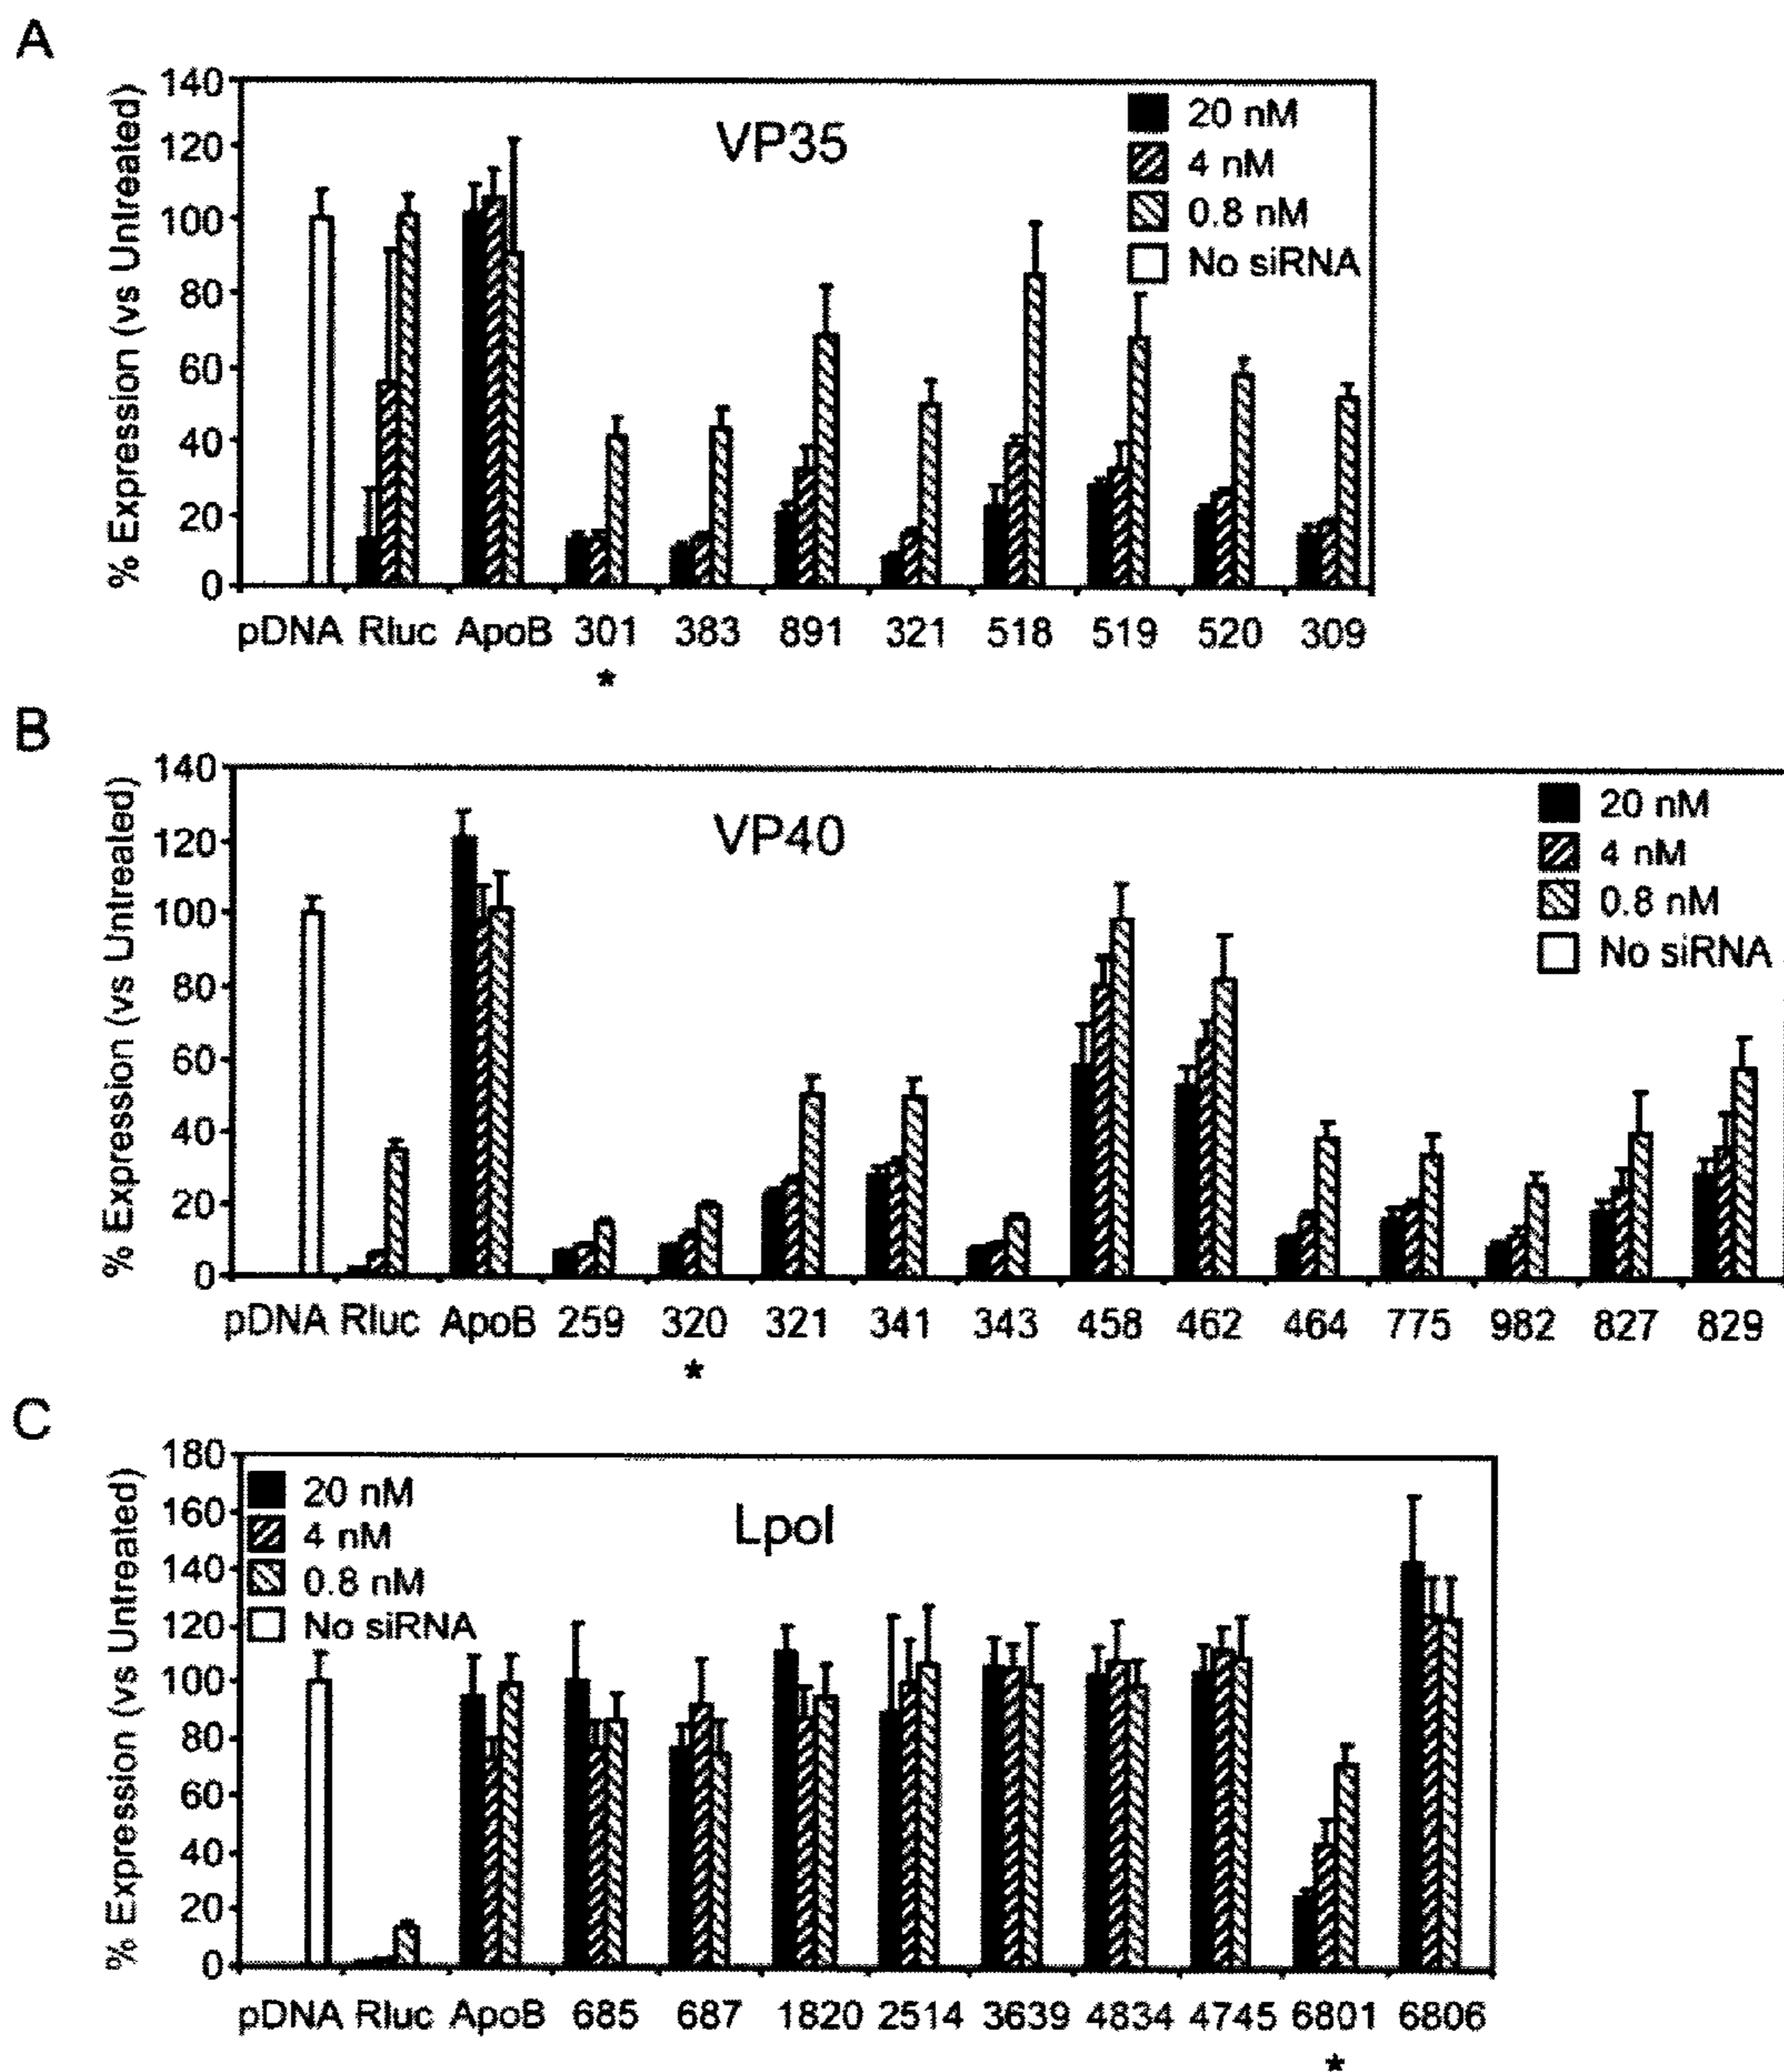 A
% Expression (vs Untreated)
140
120
100
80
60
40
20
0
VP35
20 nM
4 nM
0.8 nM
No siRNA
pDNA Rluc ApoB 301 383 891 321 518 519 520 309
*
B
% Expression (vs Untreated)
140
120
100
80
60
40
20
0
VP40
20 nM
4 nM
0.8 nM
No siRNA
pDNA Rluc ApoB 259 320 321 341 343 458 462 464 775 982 827 829
*
C
% Expression (vs Untreated)
180
160
140
120
100
80
60
40
20
0
Lpol
20 nM
4 nM
0.8 nM
No siRNA
pDNA Rluc ApoB 685 687 1820 2514 3639 4834 4745 6801 6806
*